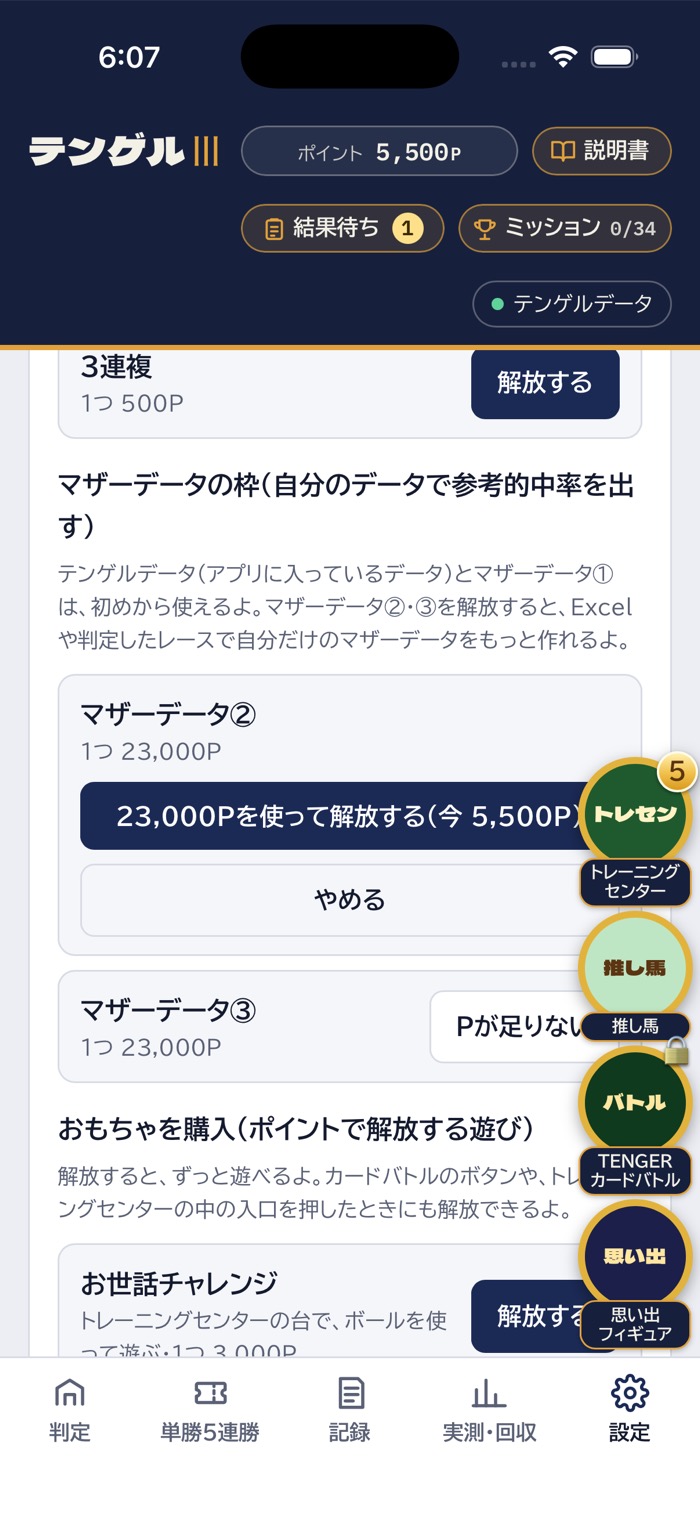 6:07
テンゲル
ポイント 5,500P
説明書
結果待ち 1
ミッション 0/34
テンゲルデータ
3連複
1つ 500P
解放する
マザーデータの枠（自分のデータで参考的中率を出
す）
テンゲルデータ（アプリに入っているデータ）とマザーデータ①
は、初めから使えるよ。マザーデータ②・③を解放すると、Excel
や判定したレースで自分だけのマザーデータをもっと作れるよ。
マザーデータ②
1つ 23,000P
23,000Pを使って解放する（今 5,500P）
やめる
マザーデータ③
1つ 23,000P
Pが足りない
おもちゃを購入（ポイントで解放する遊び）
解放すると、ずっと遊べるよ。カードバトルのボタンや、トレ
ングセンターの中の入口を押したときにも解放できるよ。
お世話チャレンジ
トレーニングセンターの台で、ボールを使
って遊ぶ・1つ 3,000P
解放する
5
トレセン
トレーニング
センター
推し馬
推し馬
バトル
TENGER
カードバトル
思い出
思い出
フィギュア
判定
単勝5連勝
記録
実測・回収
設定